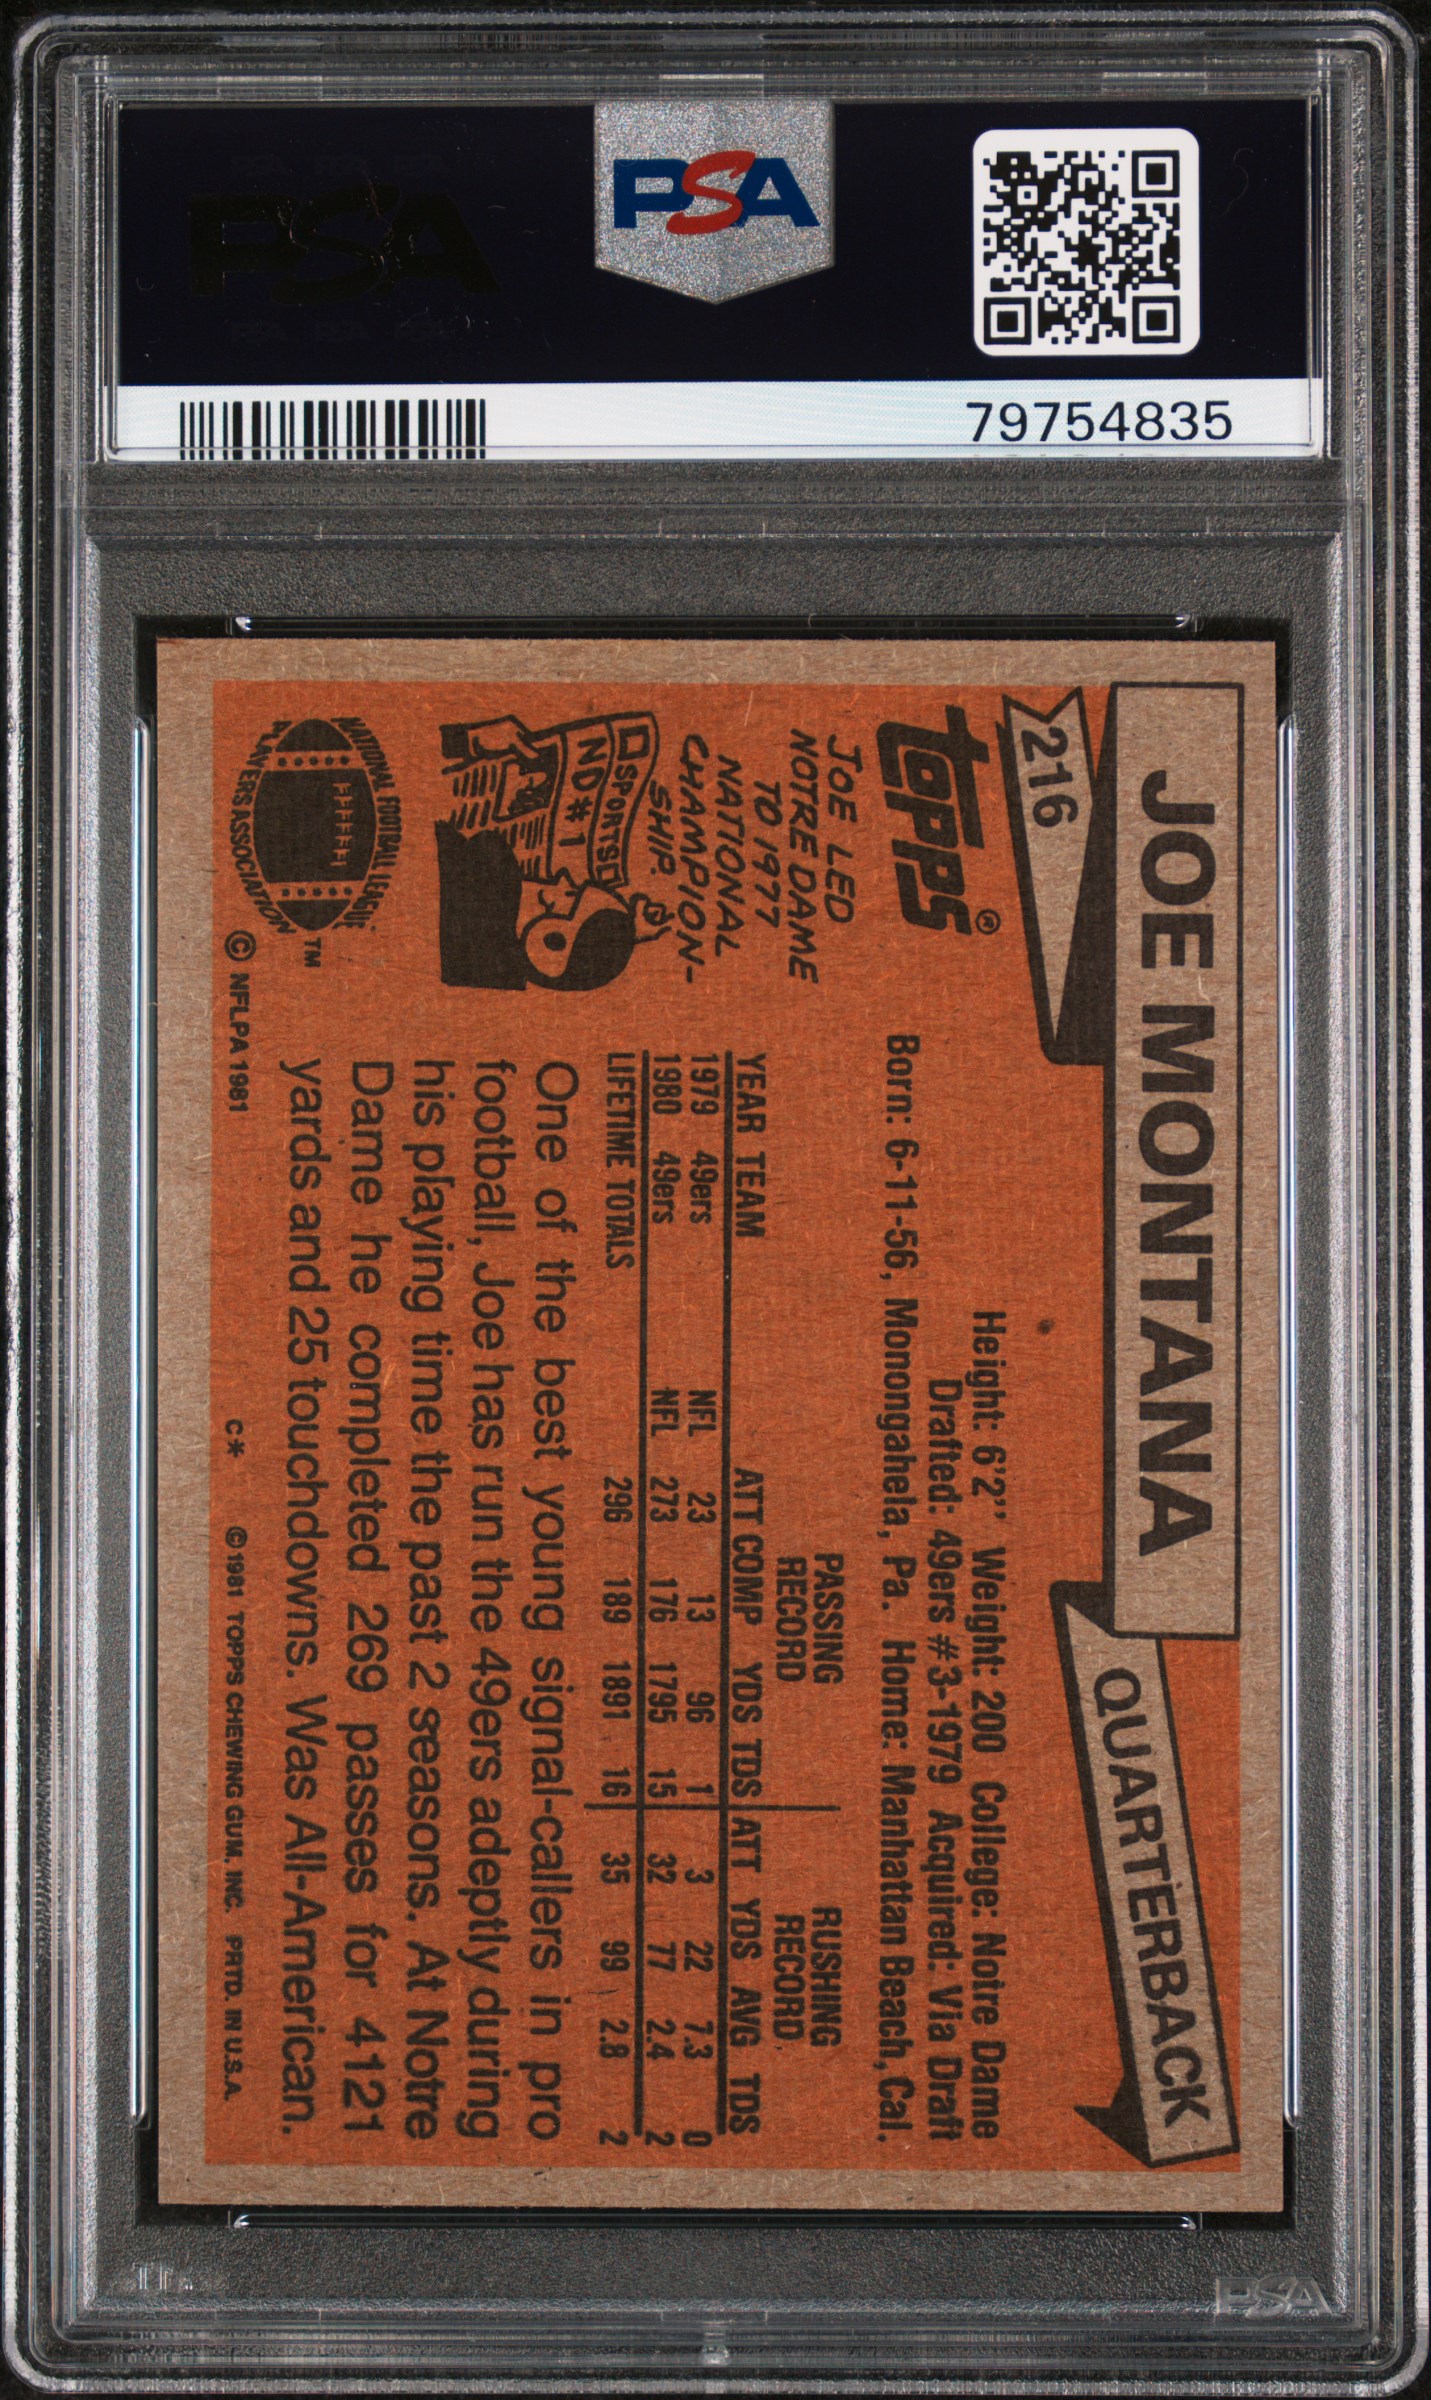 PSA
PSA
79754835
JOE MONTANA
QUARTERBACK
216
TOPPS®
Height: 6'2" Weight: 200 College: Notre Dame
Drafted: 49ers #3-1979 Acquired: Via Draft
Born: 6-11-56, Monongahela, Pa. Home: Manhattan Beach, Cal.
JOE LED
NOTRE DAME
TO 1977
NATIONAL
CHAMPION-
SHIP.
SPORTS
ND #1
PASSING RUSHING
RECORD RECORD
YEAR TEAM ATT COMP YDS TDS ATT YDS AVG TDS
1979 49ers NFL 23 13 96 1 3 22 7.3 0
1980 49ers NFL 273 176 1795 15 32 77 2.4 2
LIFETIME TOTALS 296 189 1891 16 35 99 2.8 2
One of the best young signal-callers in pro
football, Joe has run the 49ers adeptly during
his playing time the past 2 seasons. At Notre
Dame he completed 269 passes for 4121
yards and 25 touchdowns. Was All-American.
NATIONAL FOOTBALL LEAGUE
PLAYERS ASSOCIATION
TM
© NFLPA 1981
C* © 1981 TOPPS CHEWING GUM, INC. PRTD. IN U.S.A.
PSA